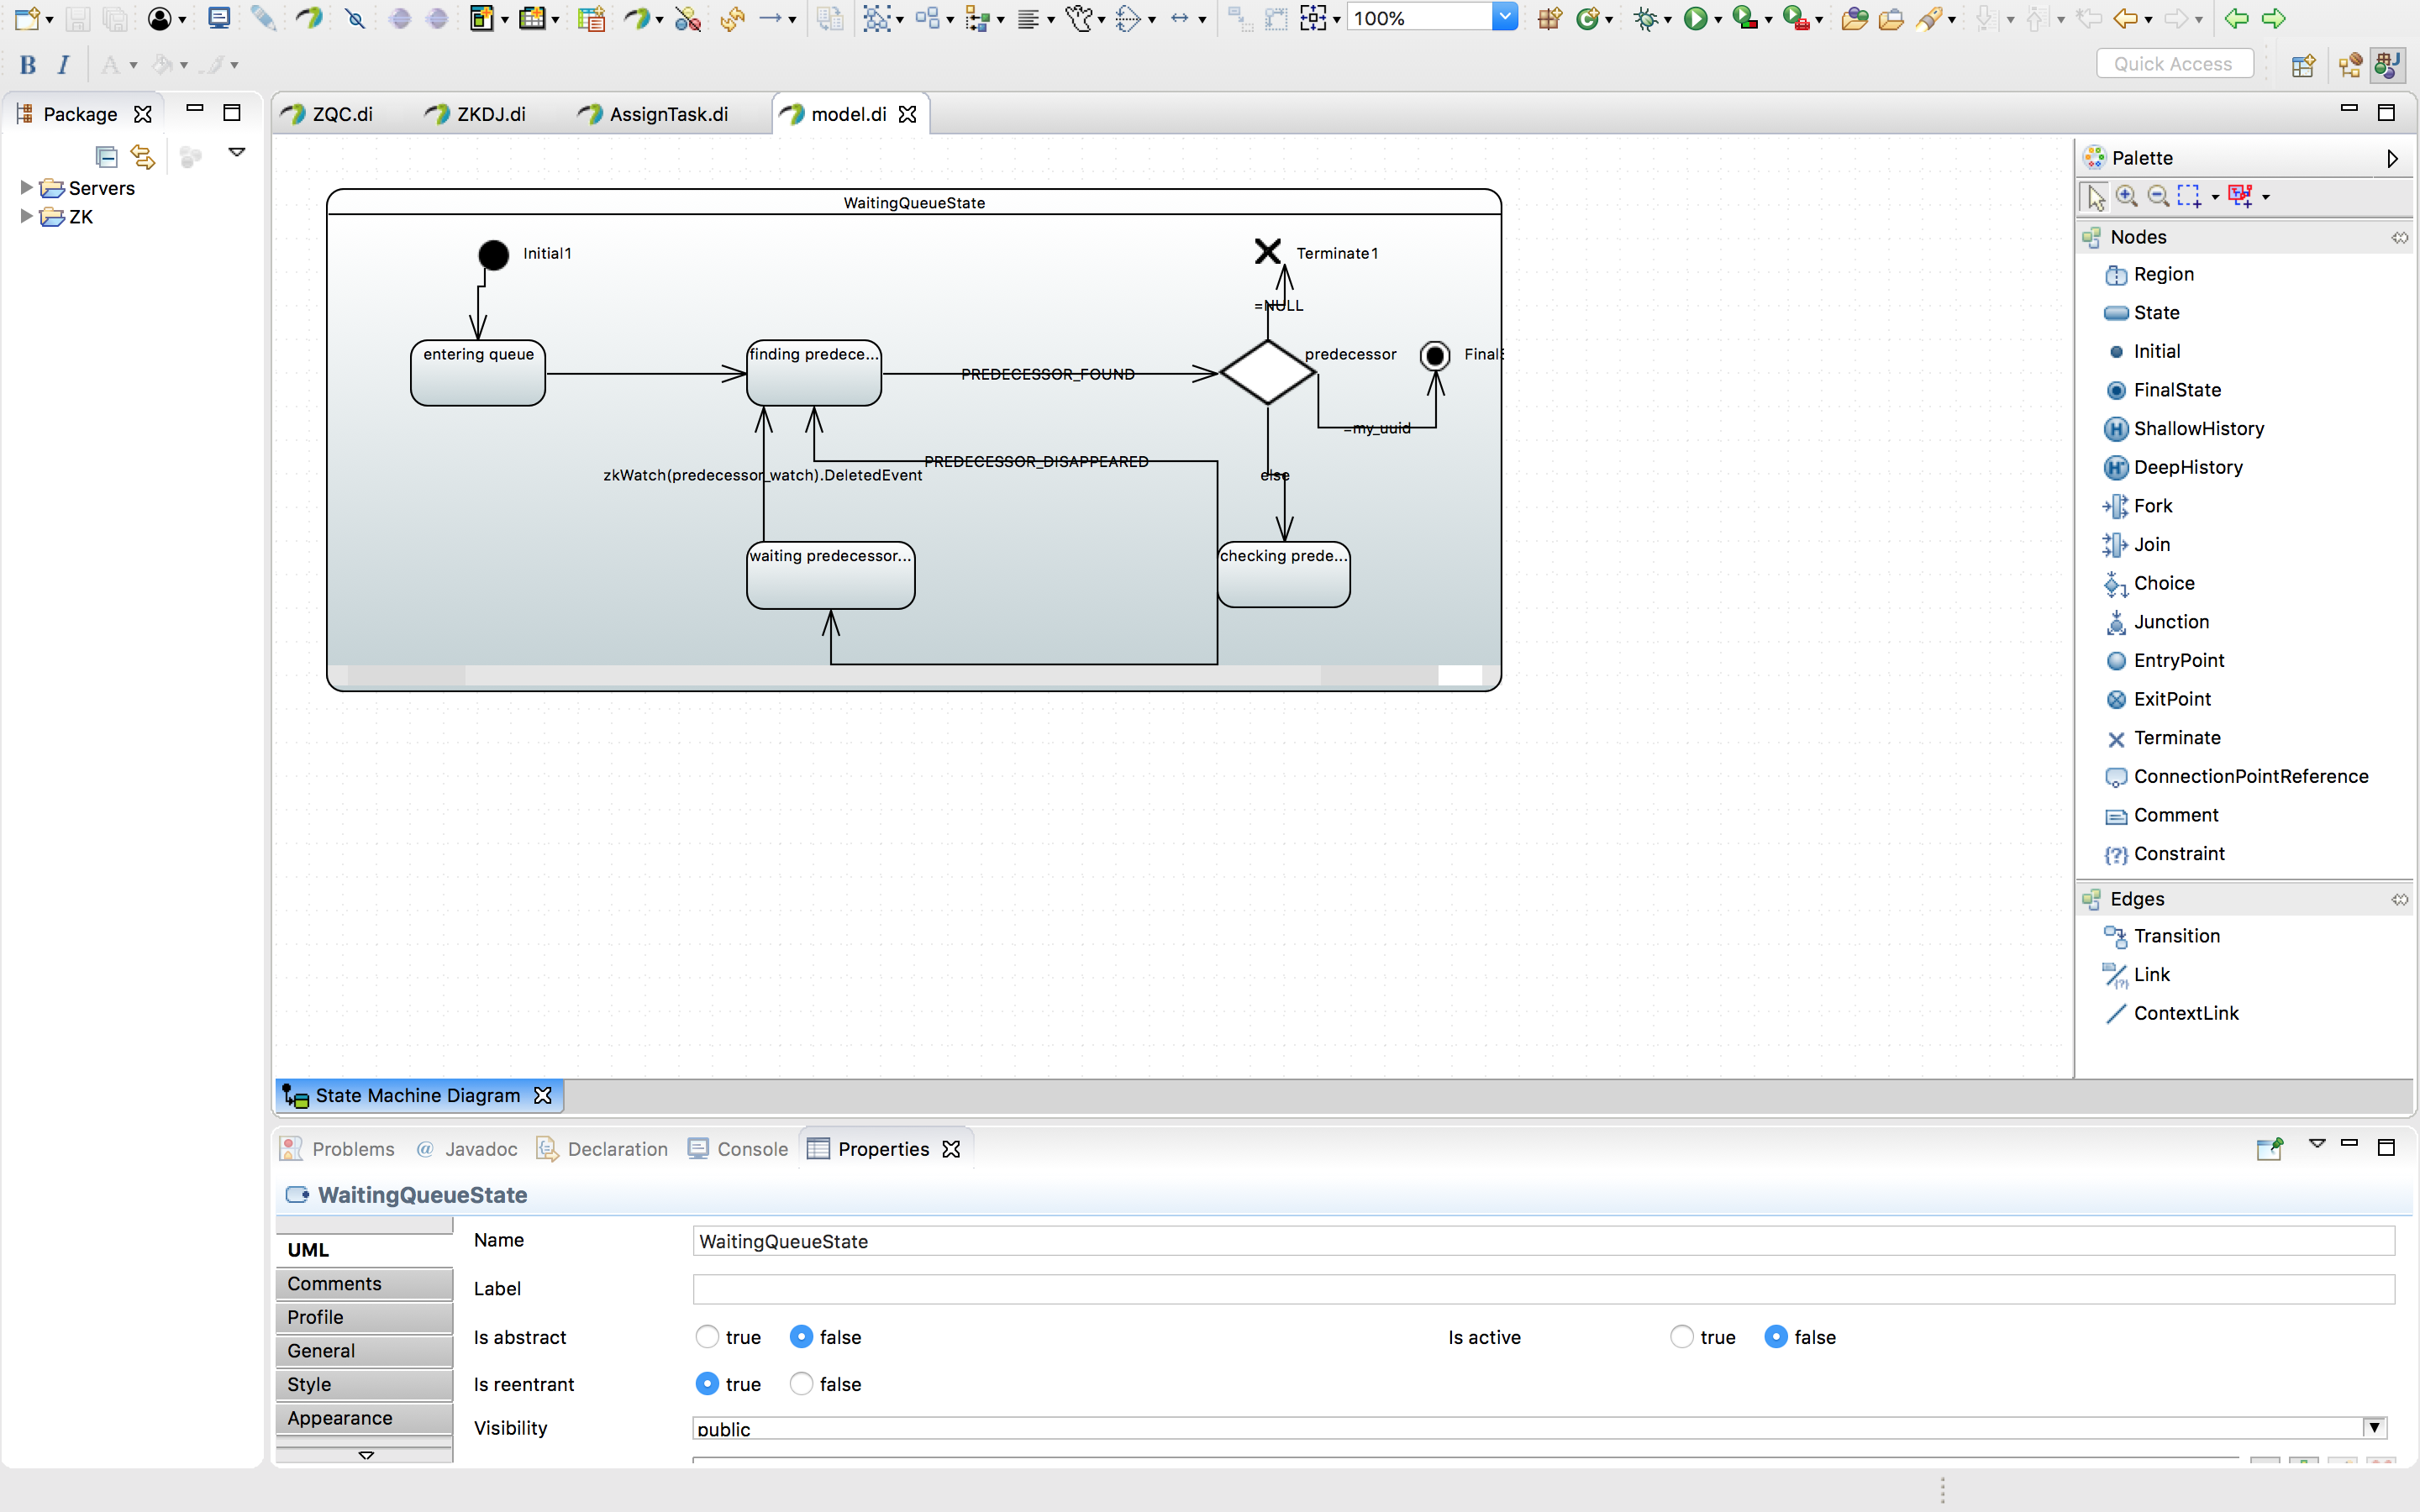 100%
B I A
Quick Access
Package
ZQC.di
ZKDJ.di
AssignTask.di
model.di
Servers
ZK
WaitingQueueState
Initial1
Terminate1
=NULL
entering queue
finding predece...
PREDECESSOR_FOUND
predecessor
Final
=my_uuid
PREDECESSOR_DISAPPEARED
zkWatch(predecessor_watch).DeletedEvent
else
waiting predecessor...
checking prede...
Palette
Nodes
Region
State
Initial
FinalState
ShallowHistory
DeepHistory
Fork
Join
Choice
Junction
EntryPoint
ExitPoint
Terminate
ConnectionPointReference
Comment
Constraint
Edges
Transition
Link
ContextLink
State Machine Diagram
Problems
@ Javadoc
Declaration
Console
Properties
WaitingQueueState
UML
Comments
Profile
General
Style
Appearance
Name
WaitingQueueState
Label
Is abstract
true
false
Is active
true
false
Is reentrant
true
false
Visibility
public